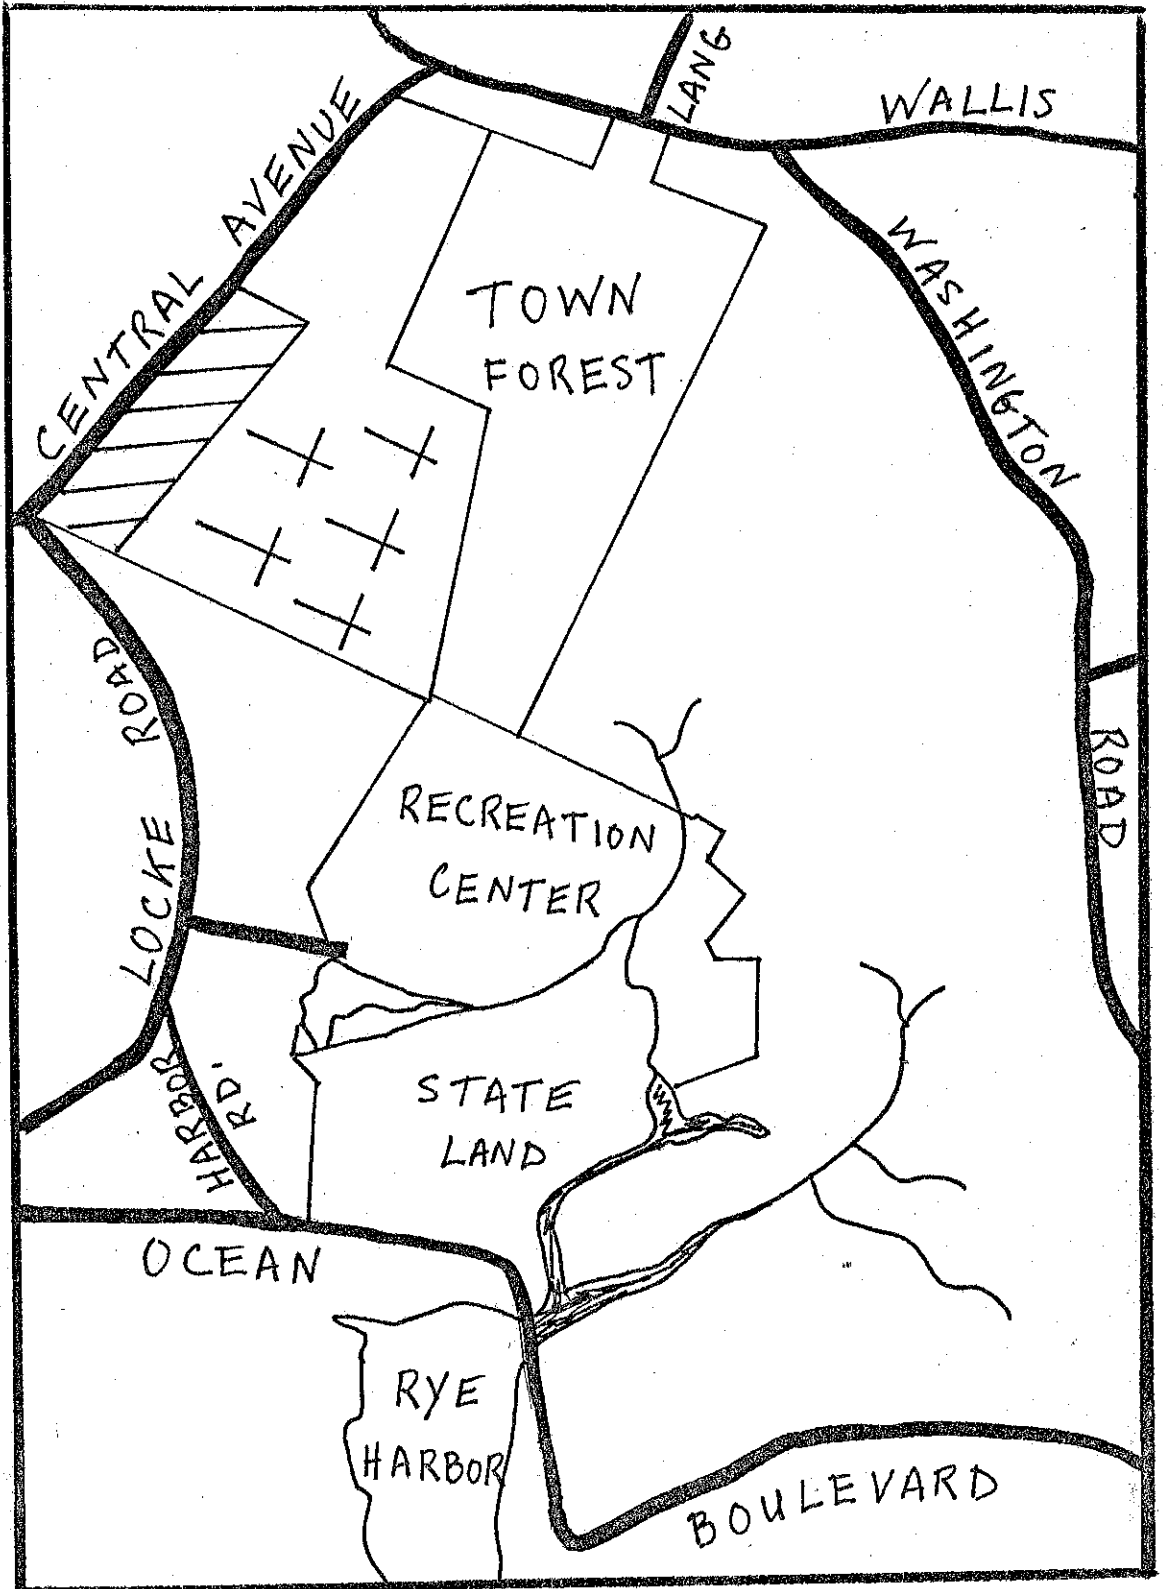 LANG
WALLIS
CENTRAL AVENUE
WASHINGTON
ROAD
TOWN
FOREST
LOCKE ROAD
RECREATION
CENTER
HARBOR
RD.
STATE
LAND
OCEAN
RYE
HARBOR
BOULEVARD